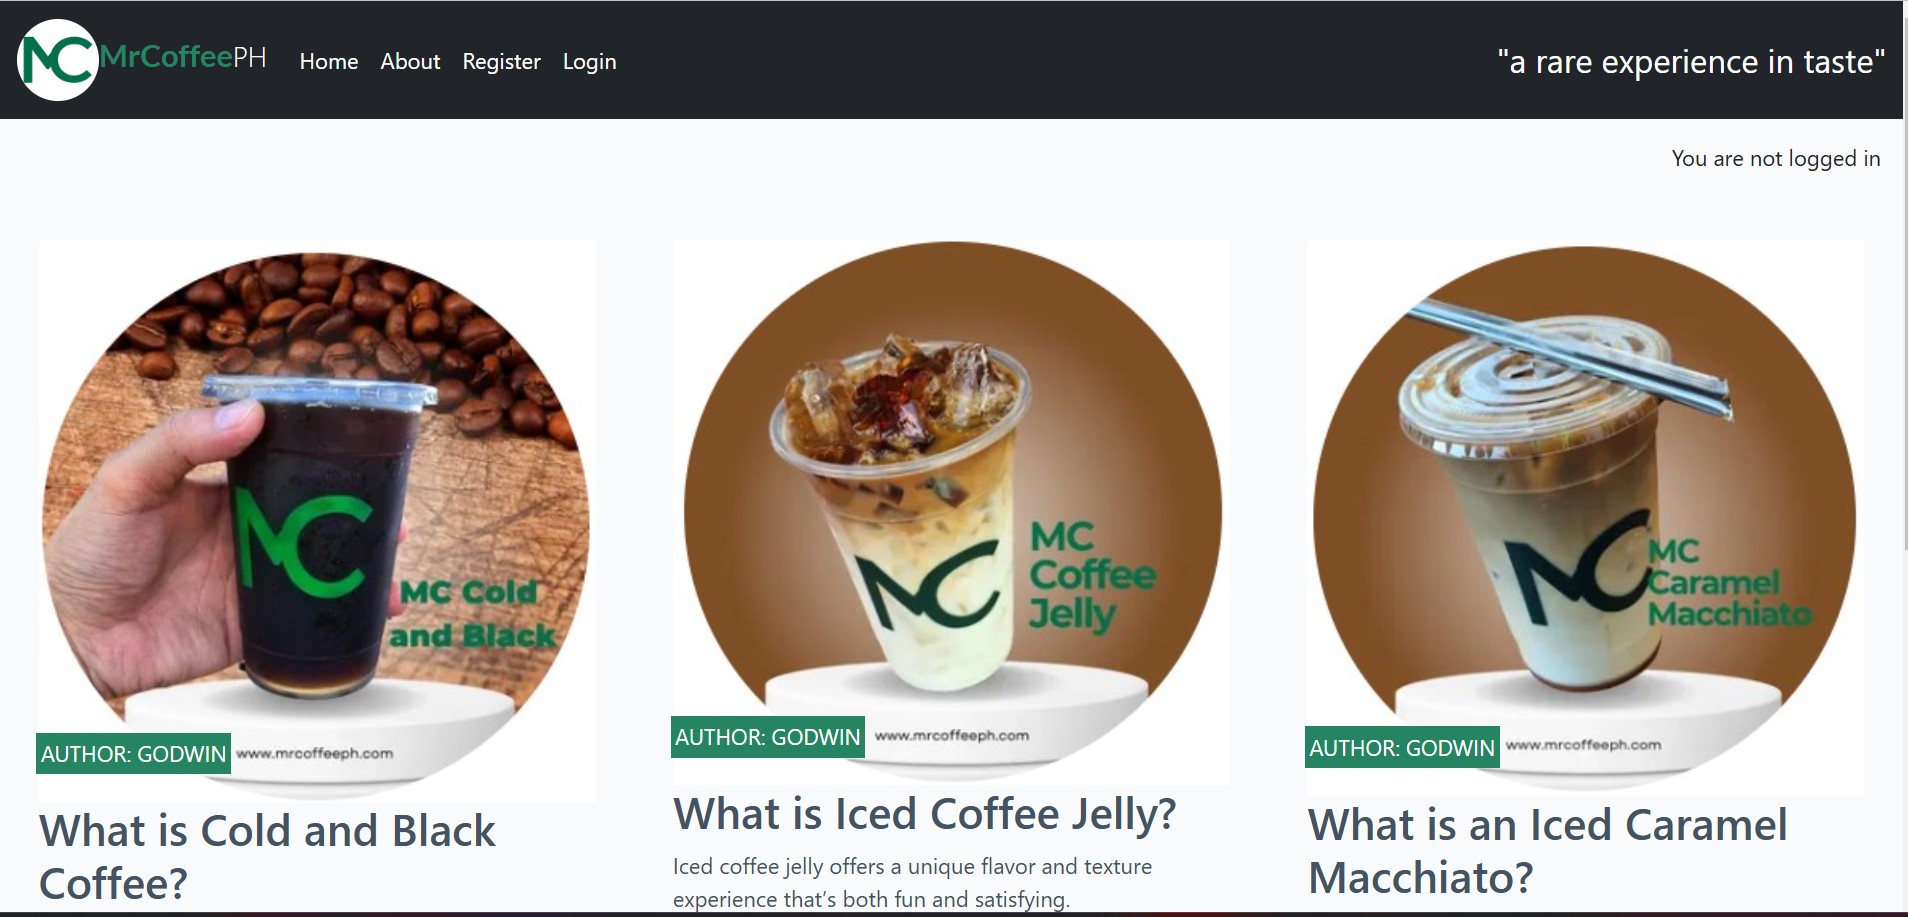 MC MrCoffeePH Home About Register Login "a rare experience in taste"
You are not logged in
MC
MC Cold
and Black
AUTHOR: GODWIN www.mrcoffeeph.com
What is Cold and Black
Coffee?
MC
MC
Coffee
Jelly
AUTHOR: GODWIN www.mrcoffeeph.com
What is Iced Coffee Jelly?
Iced coffee jelly offers a unique flavor and texture
experience that’s both fun and satisfying.
MC
MC
Caramel
Macchiato
AUTHOR: GODWIN www.mrcoffeeph.com
What is an Iced Caramel
Macchiato?